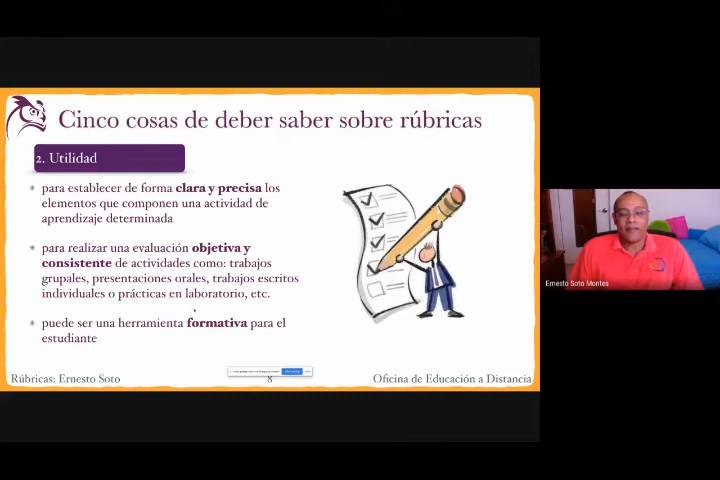 Cinco cosas de deber saber sobre rúbricas
2. Utilidad
para establecer de forma clara y precisa los
elementos que componen una actividad de
aprendizaje determinada
para realizar una evaluación objetiva y
consistente de actividades como: trabajos
grupales, presentaciones orales, trabajos escritos
individuales o prácticas en laboratorio, etc.
puede ser una herramienta formativa para el
estudiante
Rúbricas: Ernesto Soto
8
Oficina de Educación a Distancia
Ernesto Soto Montes